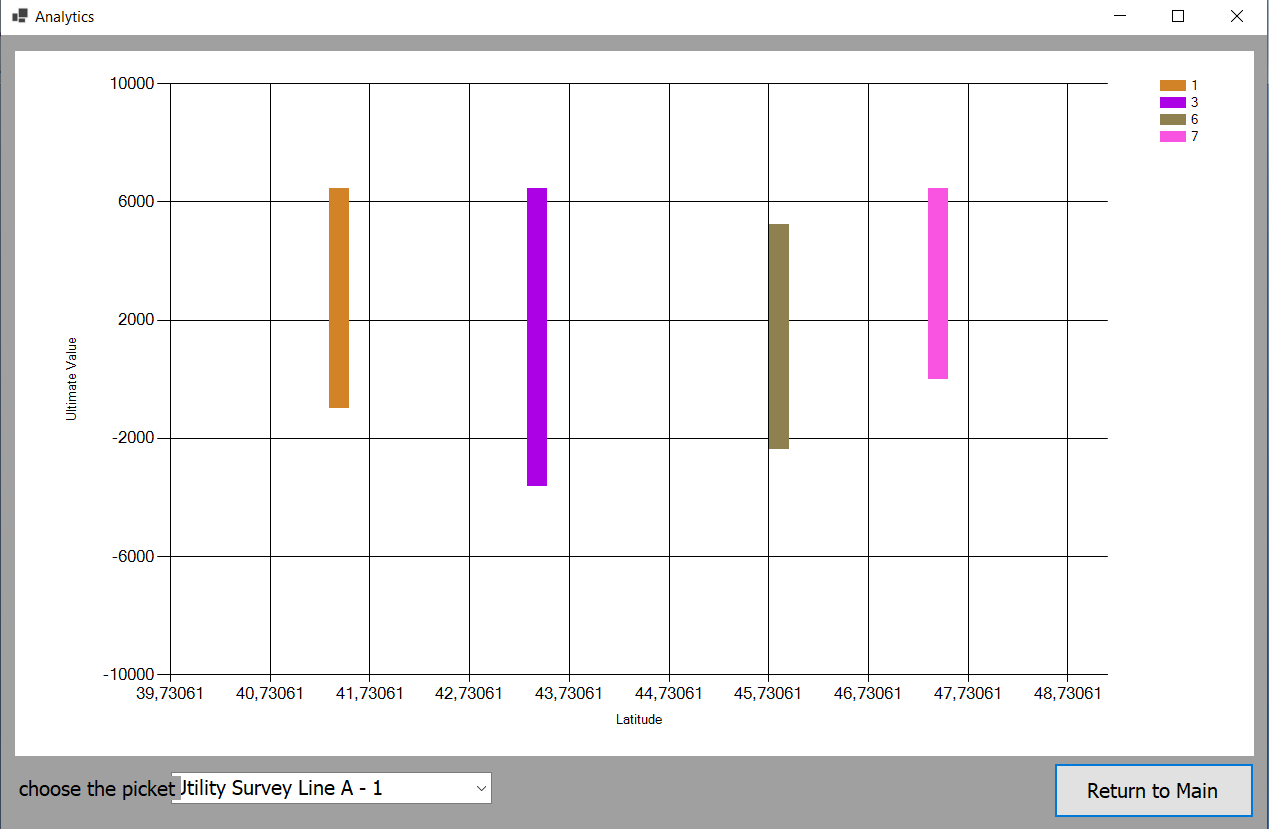 Analytics
10000
6000
2000
-2000
-6000
-10000
Ultimate Value
39,73061 40,73061 41,73061 42,73061 43,73061 44,73061 45,73061 46,73061 47,73061 48,73061
Latitude
1
3
6
7
choose the picket Utility Survey Line A - 1
Return to Main